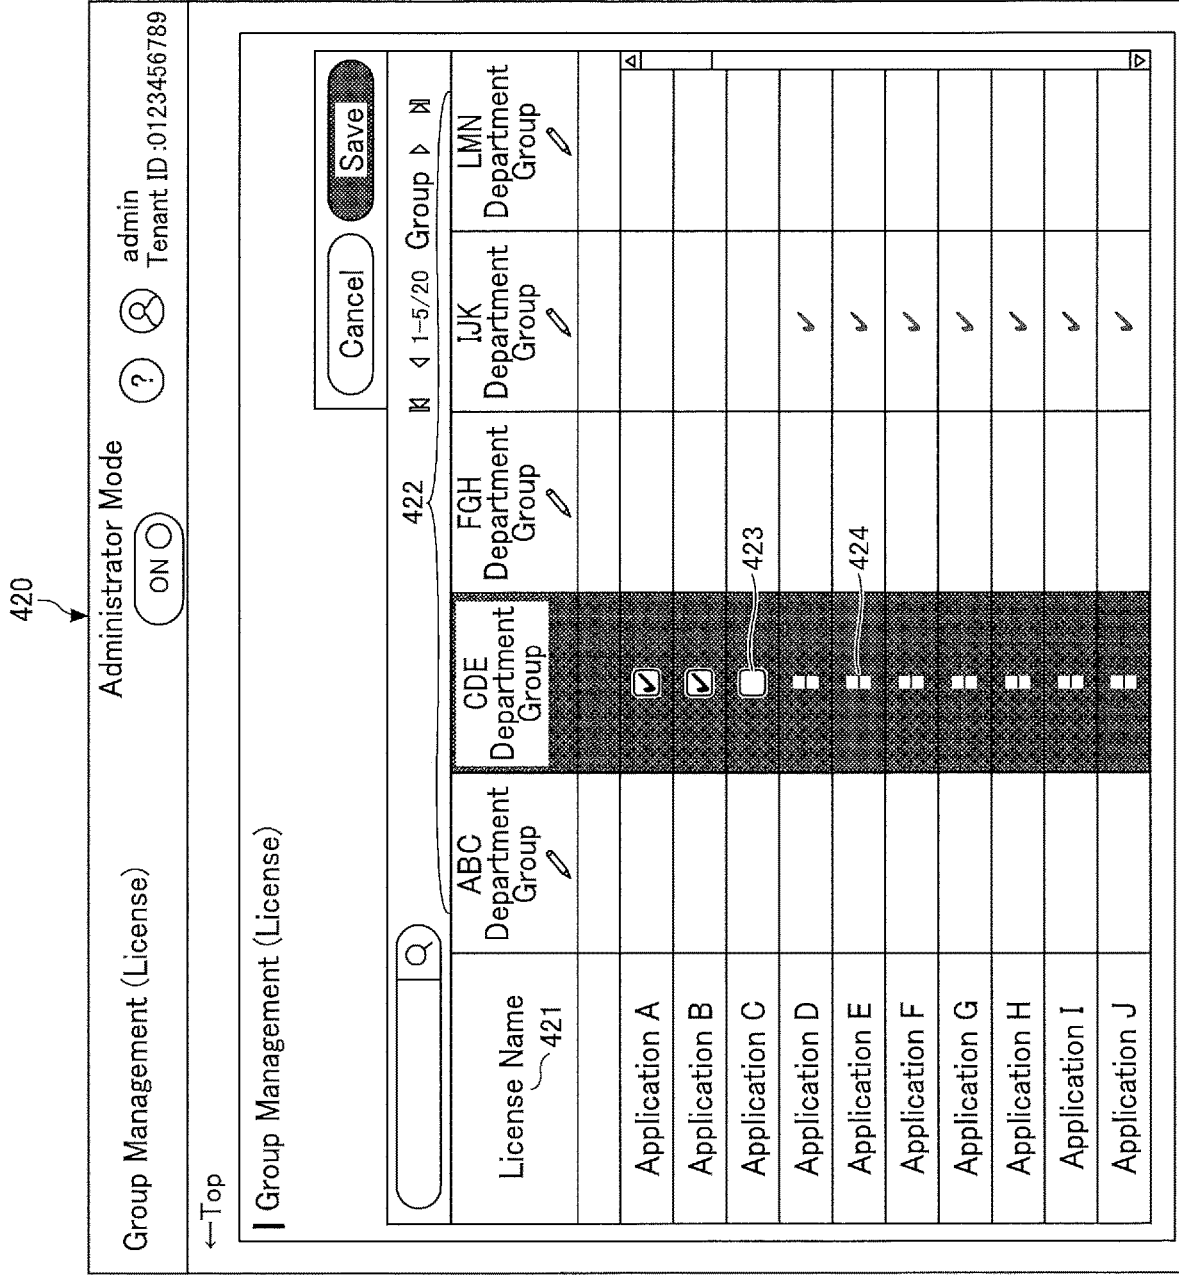 420
Group Management (License)
Administrator Mode
ON
?
admin
Tenant ID :0123456789
←Top
Group Management (License)
Cancel
Save
422
1-5/20 Group
License Name
421
ABC
Department
Group
CDE
Department
Group
FGH
Department
Group
IJK
Department
Group
LMN
Department
Group
Application A
Application B
Application C
423
Application D
Application E
424
Application F
Application G
Application H
Application I
Application J